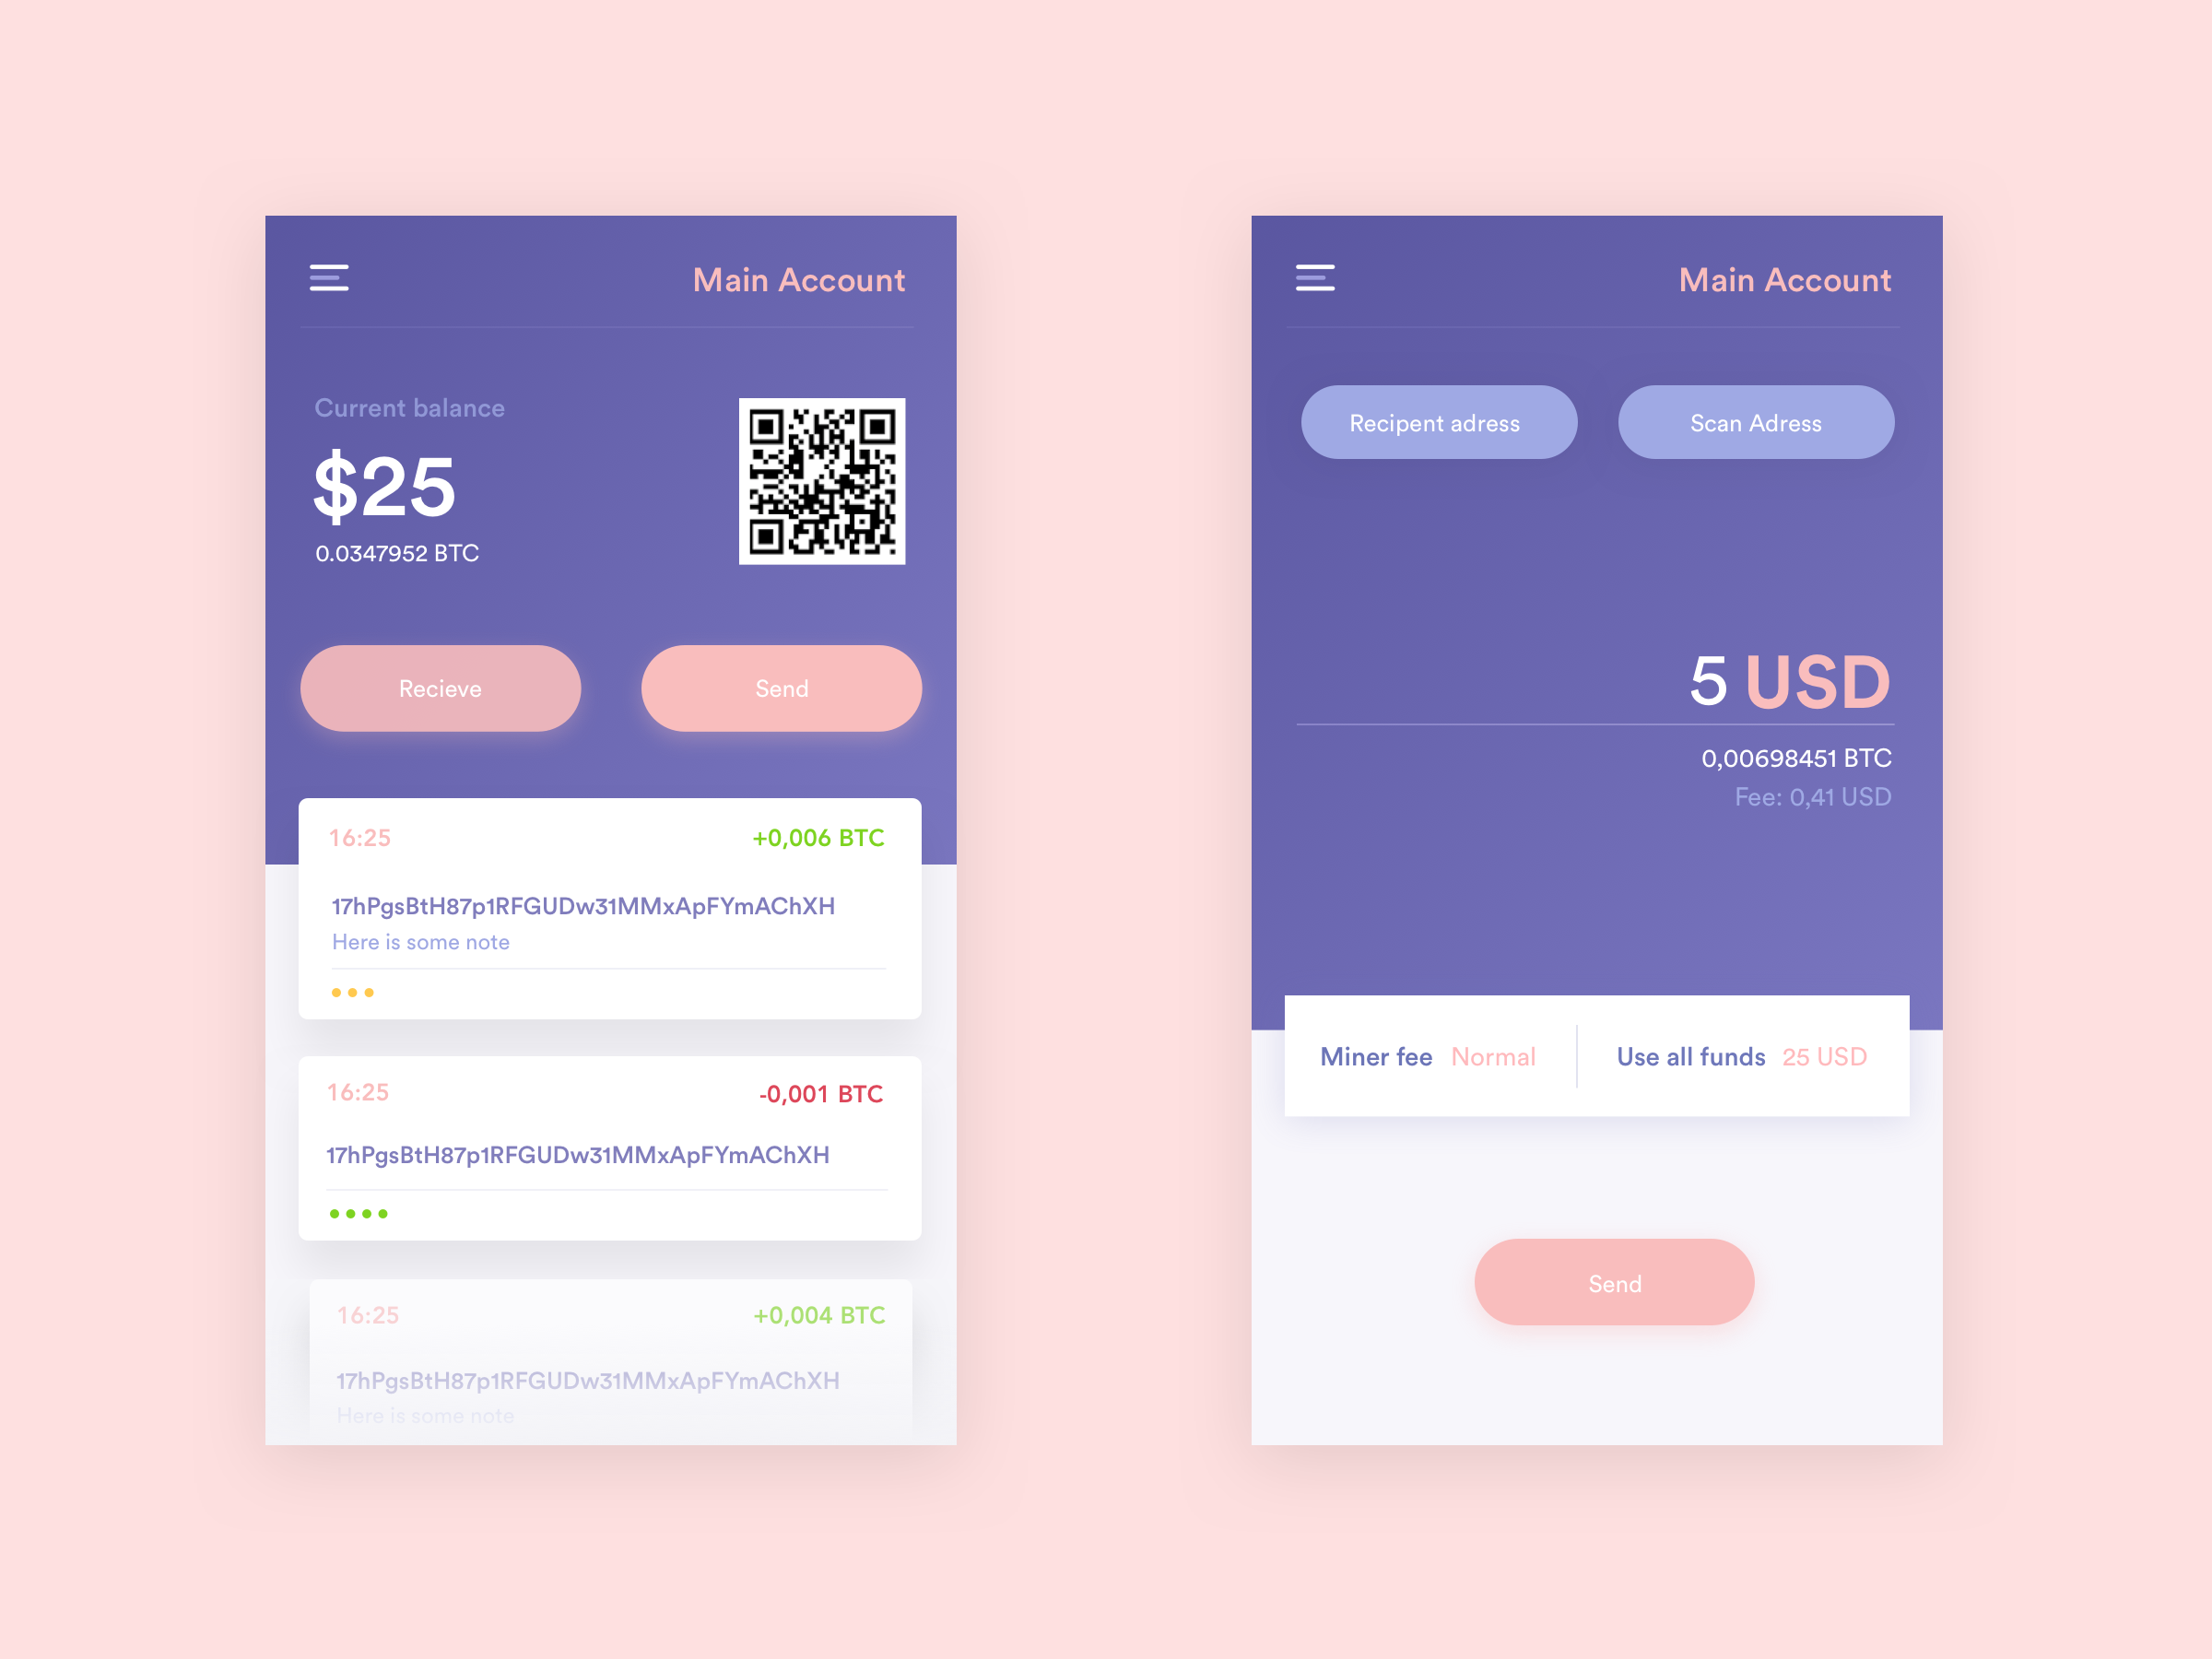 Main Account
Current balance
$25
0.0347952 BTC
Recieve
Send
16:25
+0,006 BTC
17hPgsBtH87p1RFGUDw31MMxApFYmAChXH
Here is some note
16:25
-0,001 BTC
17hPgsBtH87p1RFGUDw31MMxApFYmAChXH
16:25
+0,004 BTC
17hPgsBtH87p1RFGUDw31MMxApFYmAChXH
Here is some note
Main Account
Recipent adress
Scan Adress
5 USD
0,00698451 BTC
Fee: 0,41 USD
Miner fee Normal
Use all funds 25 USD
Send